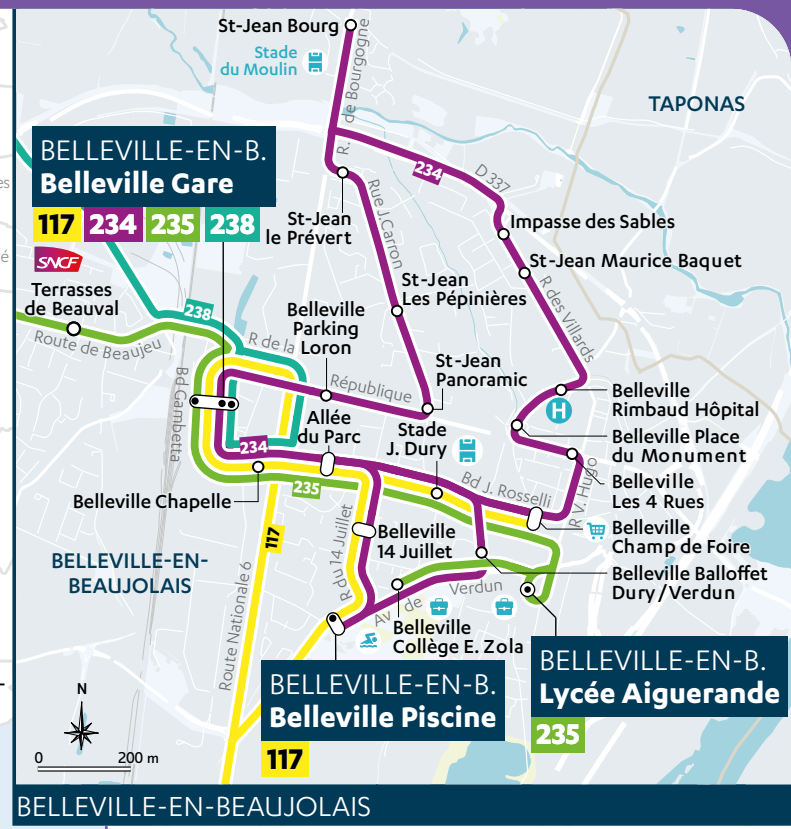 St-Jean Bourg
Stade
du Moulin
R. de Bourgogne
TAPONAS
BELLEVILLE-EN-B.
Belleville Gare
117 234 235 238
SNCF
234
D 337
St-Jean
le Prévert
Rue J.Carron
Impasse des Sables
St-Jean Maurice Baquet
R des Villards
Terrasses
de Beauval
Route de Beaujeu
238
R de la
République
Belleville
Parking
Loron
St-Jean
Les Pépinières
St-Jean
Panoramic
Bd Gambetta
Belleville
Rimbaud Hôpital
H
Allée
du Parc
Stade
J. Dury
Belleville Place
du Monument
234
235
Bd J. Rosselli
R V. Hugo
Belleville
Les 4 Rues
Belleville Chapelle
117
R du 14 Juillet
Belleville
14 Juillet
Belleville
Champ de Foire
BELLEVILLE-EN-
BEAUJOLAIS
Belleville Balloffet
Dury/Verdun
Route Nationale 6
Av. de Verdun
Belleville
Collège E. Zola
BELLEVILLE-EN-B.
Lycée Aiguerande
235
BELLEVILLE-EN-B.
Belleville Piscine
117
N
0 200 m
BELLEVILLE-EN-BEAUJOLAIS